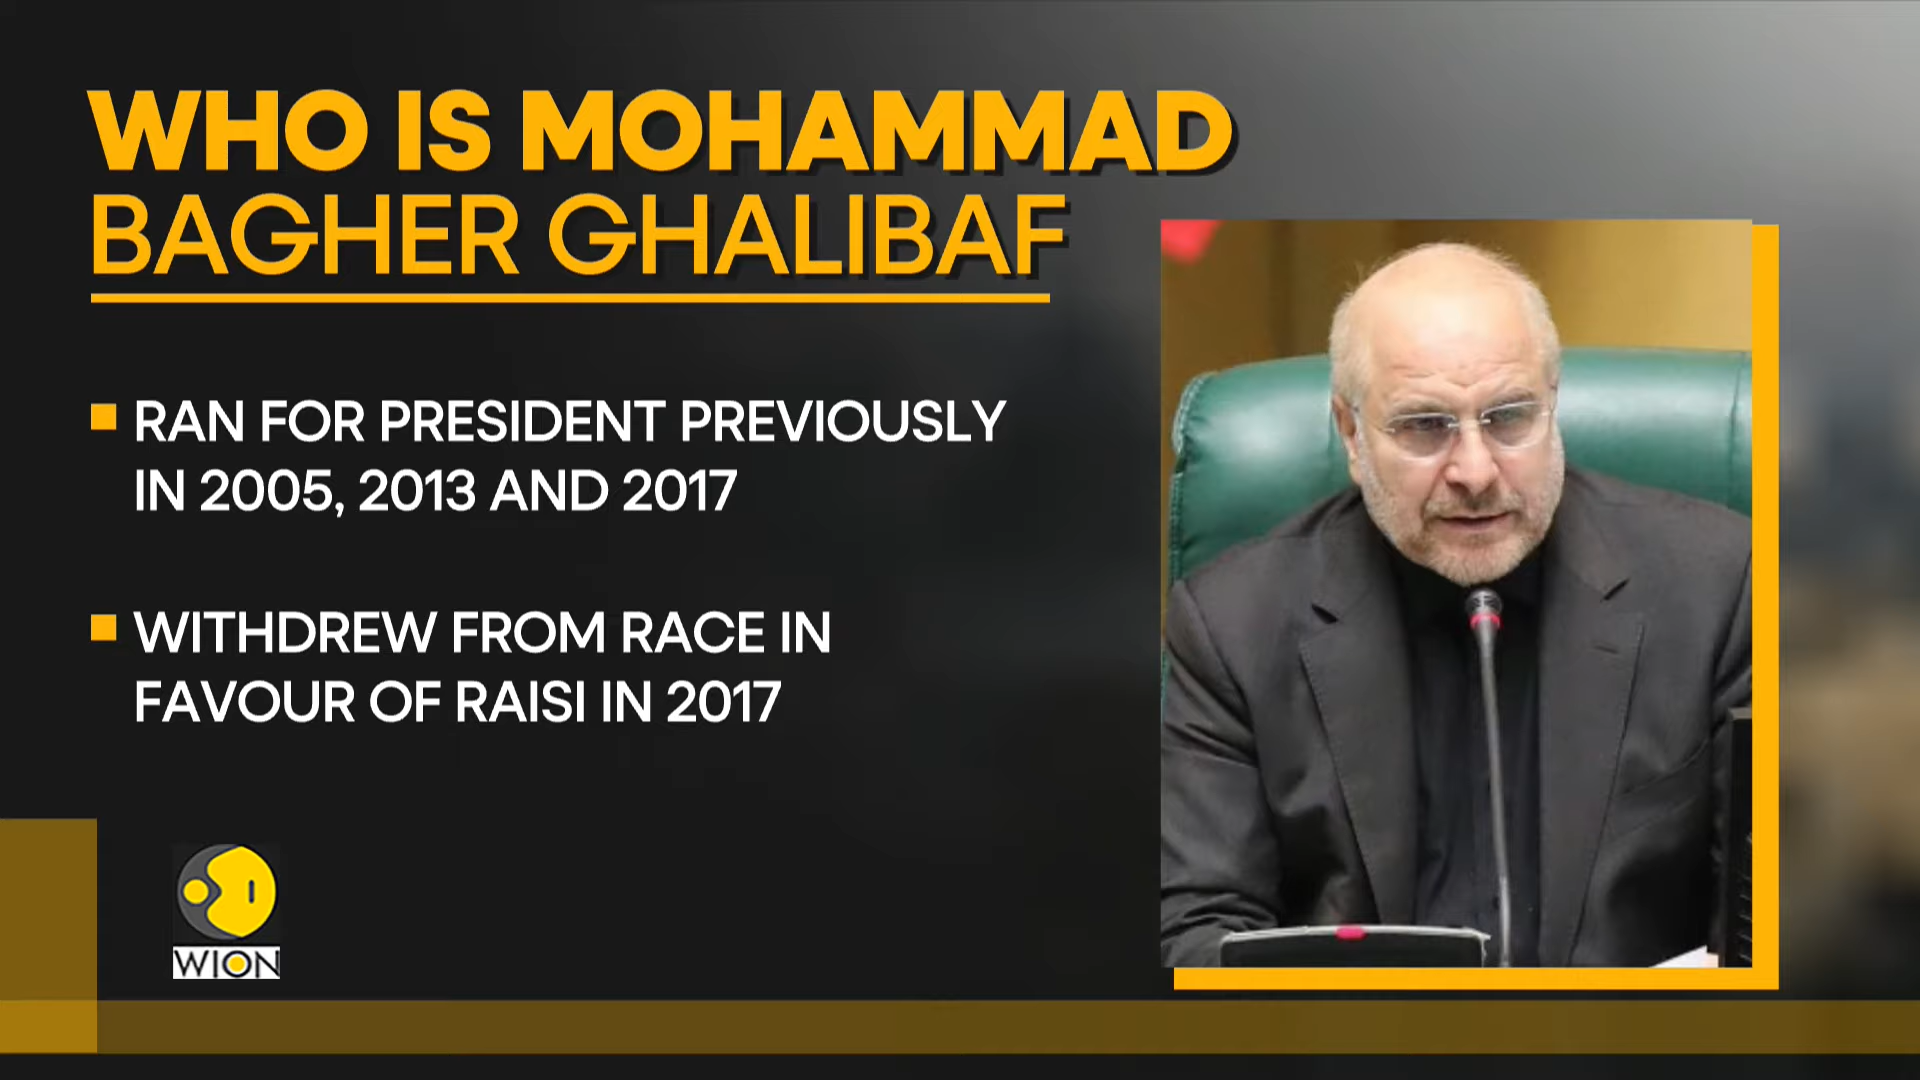 WHO IS MOHAMMAD
BAGHER GHALIBAF
RAN FOR PRESIDENT PREVIOUSLY
IN 2005, 2013 AND 2017
WITHDREW FROM RACE IN
FAVOUR OF RAISI IN 2017
WION